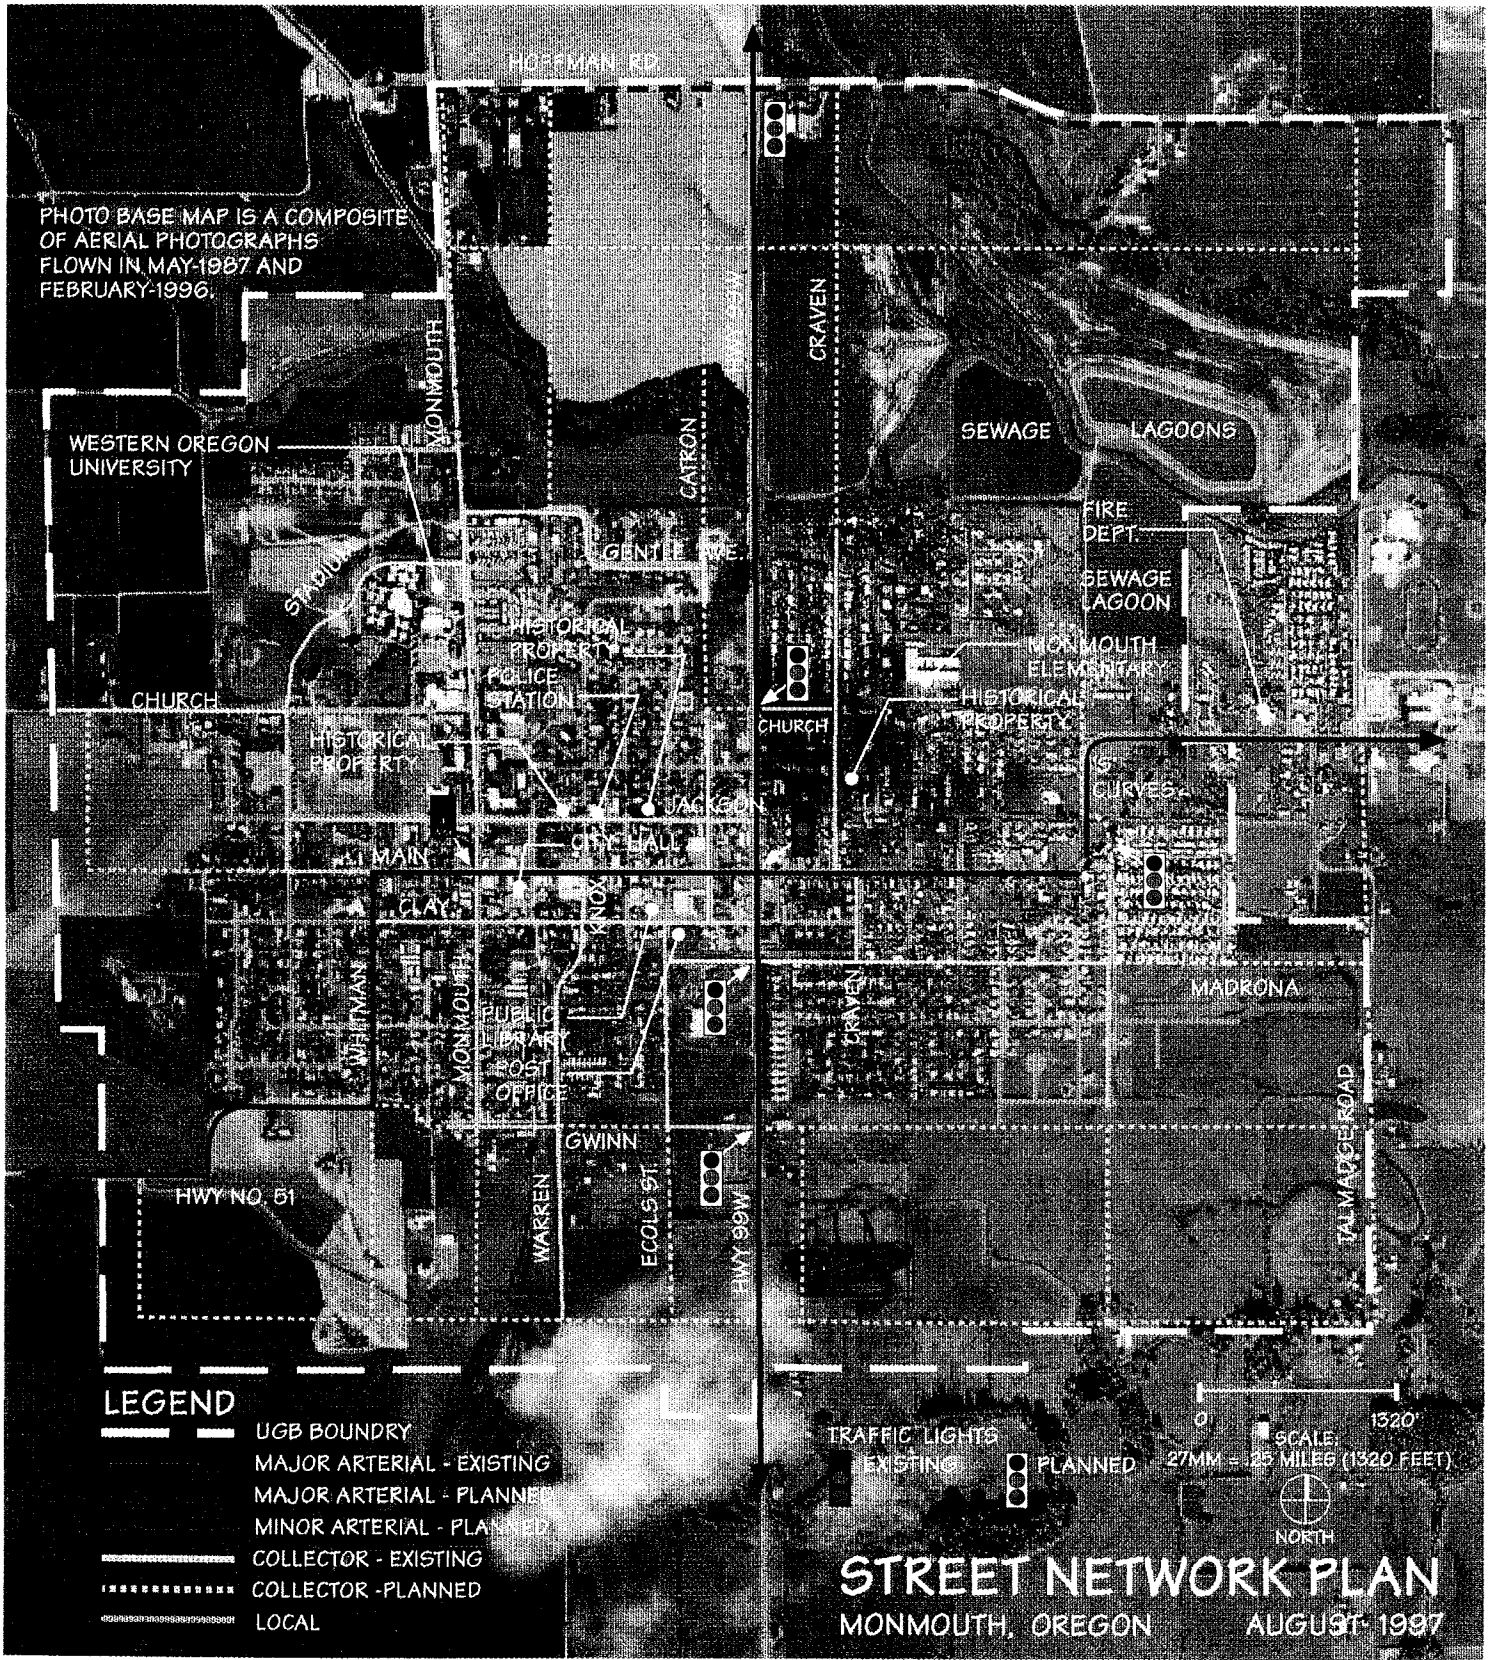 HOFFMAN RD.
PHOTO BASE MAP IS A COMPOSITE
OF AERIAL PHOTOGRAPHS
FLOWN IN MAY-1987 AND
FEBRUARY-1996.
HWY 99W
CRAVEN
MONMOUTH
CATRON
WESTERN OREGON
UNIVERSITY
SEWAGE
LAGOONS
FIRE
DEPT.
GENTLE AVE.
STADIUM
SEWAGE
LAGOON
HISTORICAL
PROPERTY
MONMOUTH
ELEMENTARY
POLICE
STATION
CHURCH
HISTORICAL
PROPERTY
CHURCH
HISTORICAL
PROPERTY
CURVES
JACKSON
CITY HALL
MAIN
KNOX
CLAY
WHITMAN
MONMOUTH
CRAVEN
MADRONA
PUBLIC
LIBRARY
POST
OFFICE
TALMADGE ROAD
GWINN
HWY NO. 51
WARREN
ECOLS ST.
HWY 99W
LEGEND
UGB BOUNDRY
MAJOR ARTERIAL - EXISTING
MAJOR ARTERIAL - PLANNED
MINOR ARTERIAL - PLANNED
COLLECTOR - EXISTING
COLLECTOR -PLANNED
LOCAL
TRAFFIC LIGHTS
EXISTING
PLANNED
0 1320'
SCALE:
27MM = .25 MILES (1320 FEET)
NORTH
STREET NETWORK PLAN
MONMOUTH, OREGON AUGUST- 1997